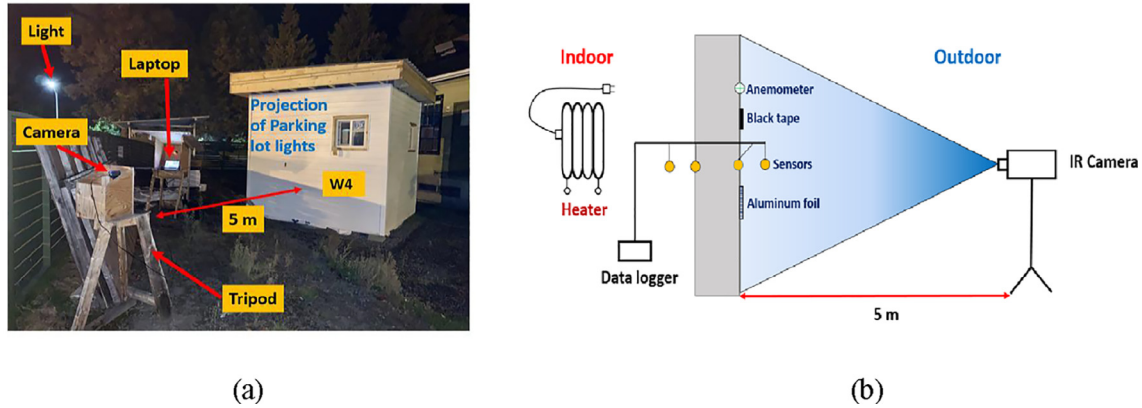 Light
Laptop
Camera
Projection
of Parking
lot lights
W4
5 m
Tripod
(a)
Indoor
Outdoor
Anemometer
Black tape
Sensors
IR Camera
Heater
Aluminum foil
Data logger
5 m
(b)